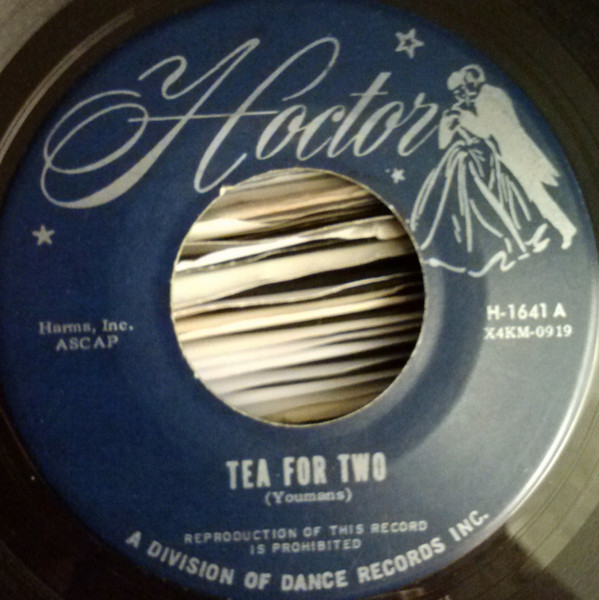 Hoctor
Harms, Inc.
ASCAP
H-1641 A
X4KM-0919
TEA FOR TWO
(Youmans)
REPRODUCTION OF THIS RECORD
IS PROHIBITED
A DIVISION OF DANCE RECORDS INC.